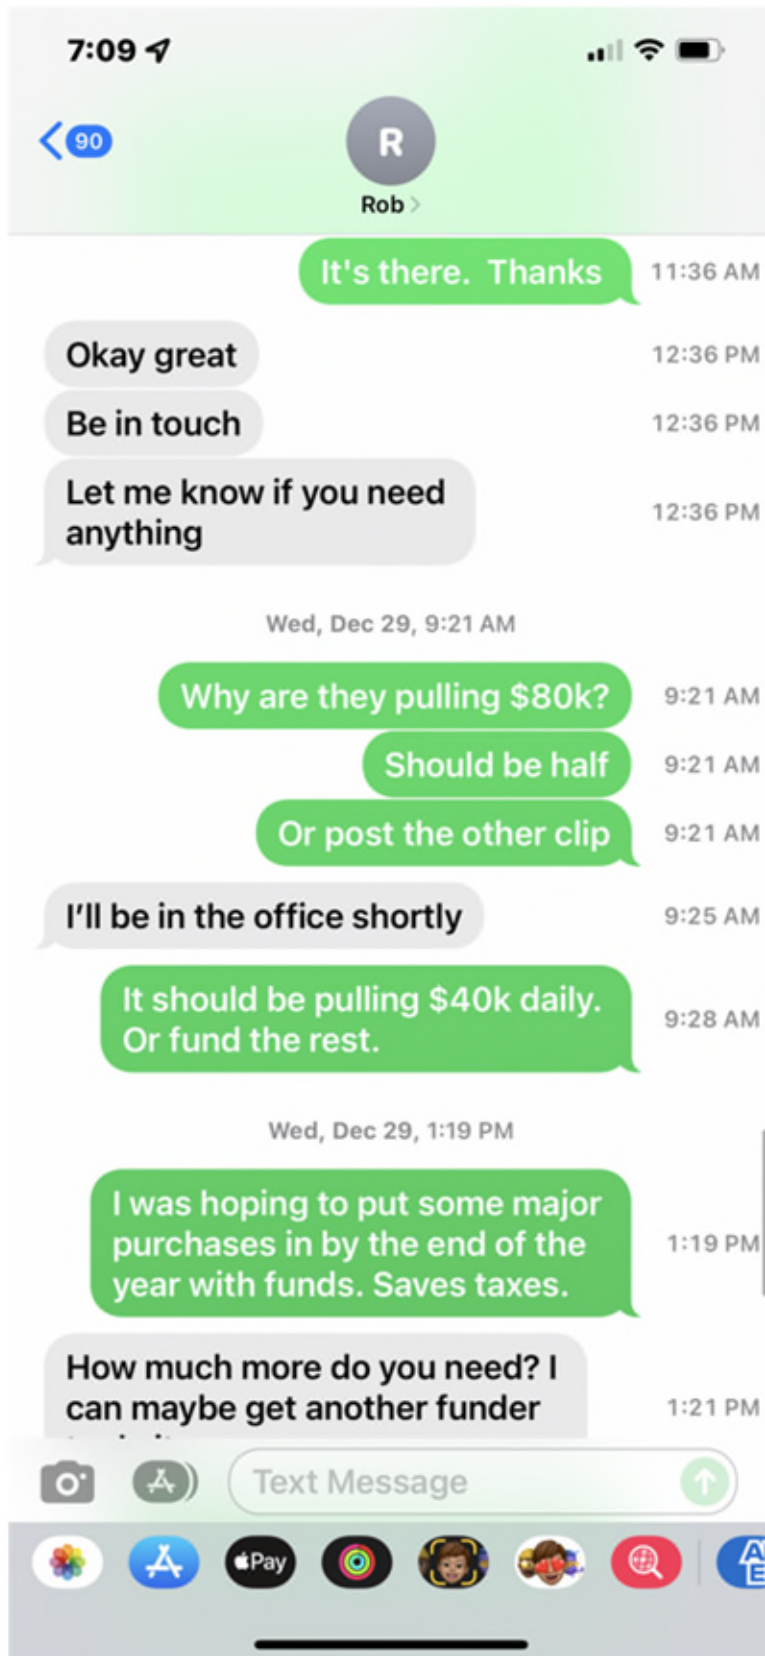 7:09
90
R
Rob
It's there.  Thanks
11:36 AM
Okay great
12:36 PM
Be in touch
12:36 PM
Let me know if you need
anything
12:36 PM
Wed, Dec 29, 9:21 AM
Why are they pulling $80k?
9:21 AM
Should be half
9:21 AM
Or post the other clip
9:21 AM
I'll be in the office shortly
9:25 AM
It should be pulling $40k daily.
Or fund the rest.
9:28 AM
Wed, Dec 29, 1:19 PM
I was hoping to put some major
purchases in by the end of the
year with funds. Saves taxes.
1:19 PM
How much more do you need? I
can maybe get another funder
1:21 PM
Text Message
Pay